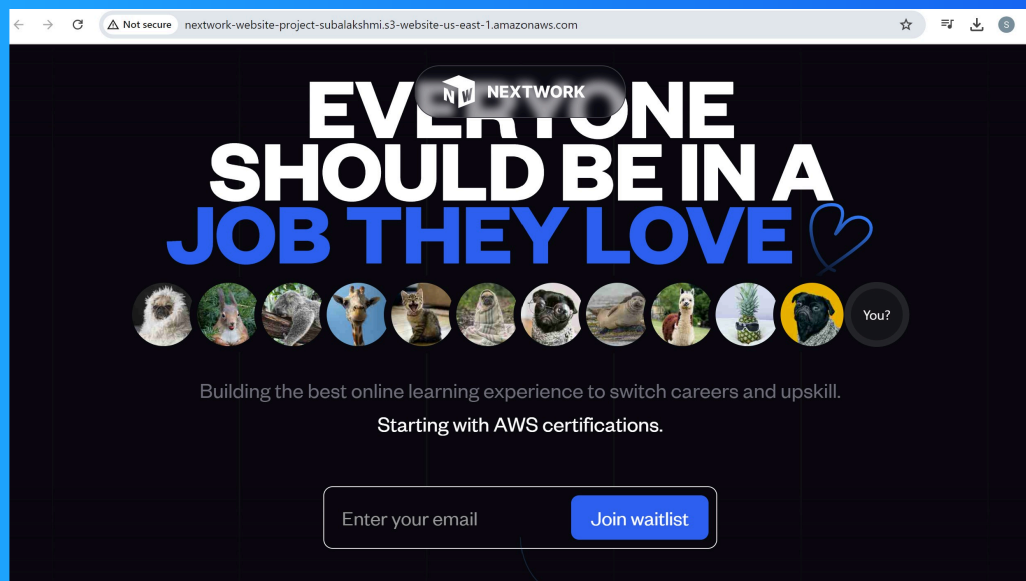 Not secure
nextwork-website-project-subalakshmi.s3-website-us-east-1.amazonaws.com
S
NW NEXTWORK
EVERYONE
SHOULD BE IN A
JOB THEY LOVE
You?
Building the best online learning experience to switch careers and upskill.
Starting with AWS certifications.
Enter your email
Join waitlist